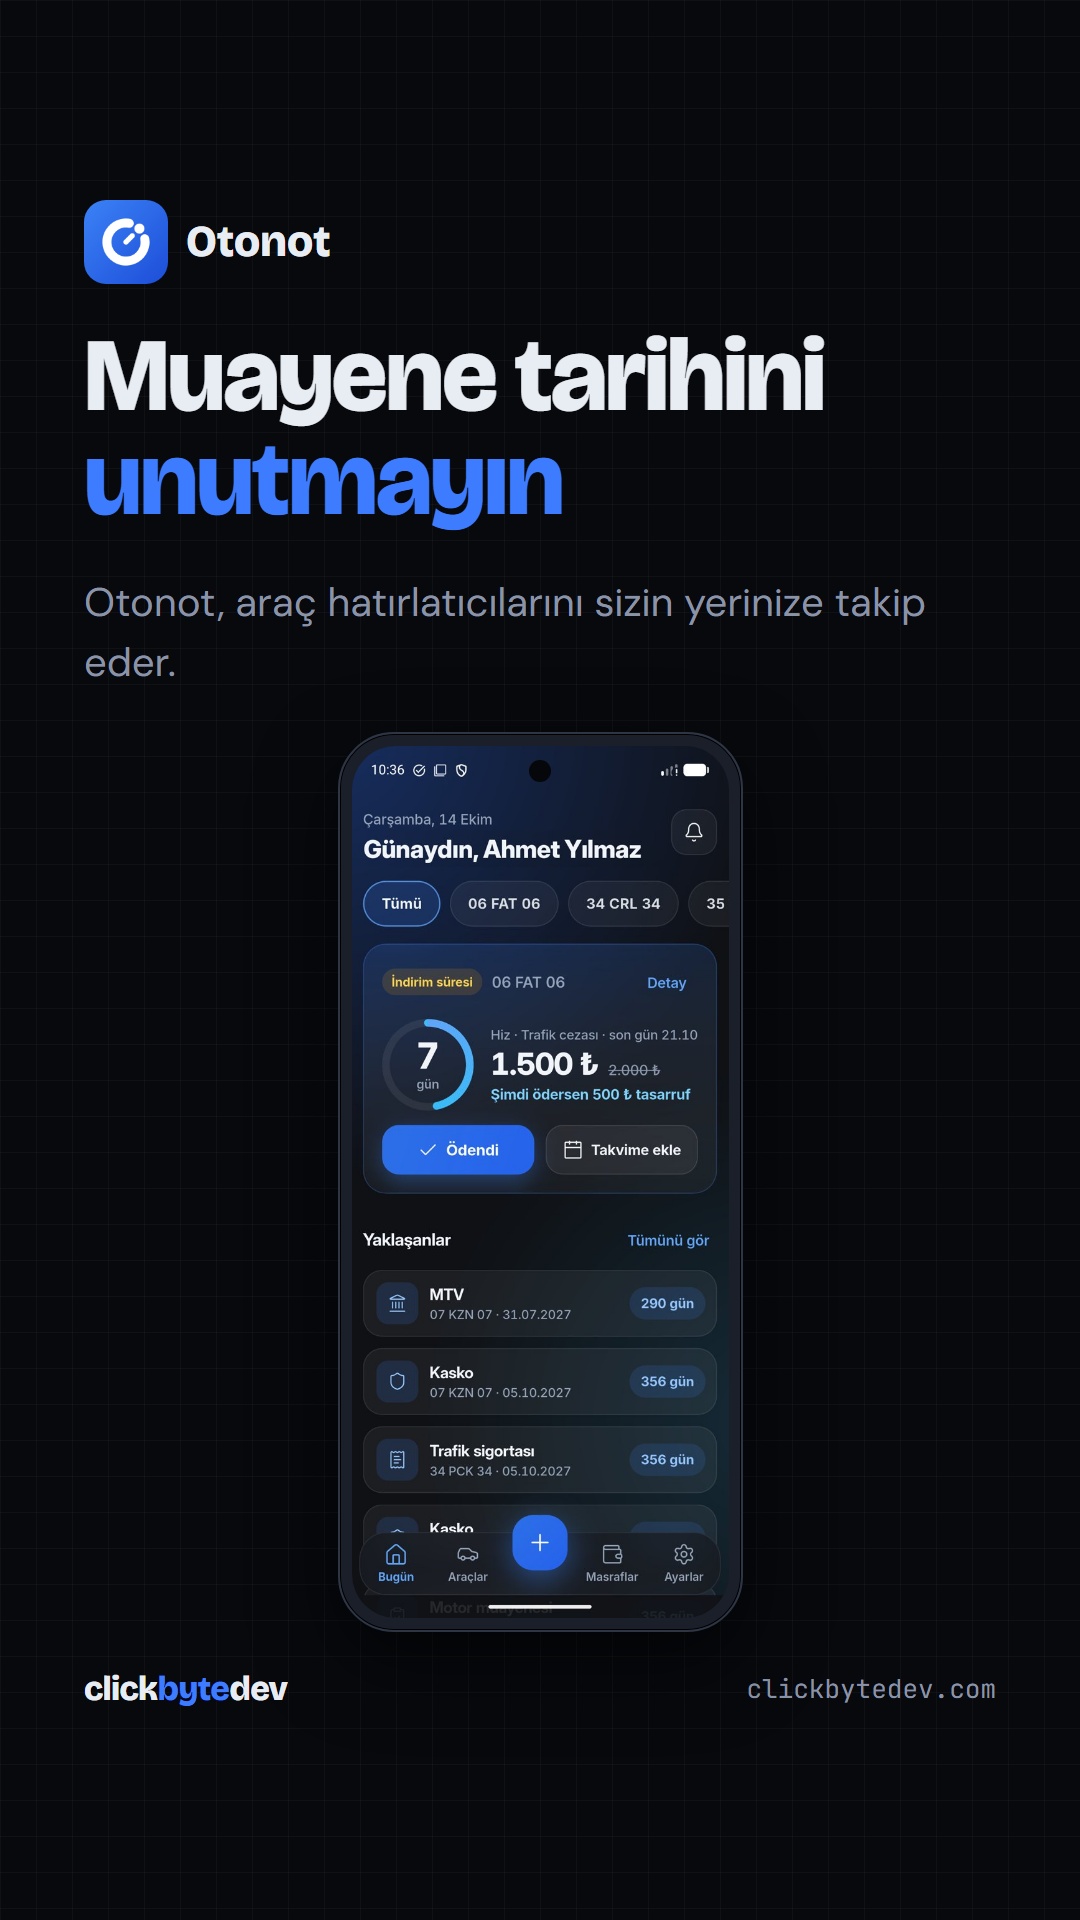 Otonot
Muayene tarihini
unutmayın
Otonot, araç hatırlatıcılarını sizin yerinize takip
eder.
10:36
Çarşamba, 14 Ekim
Günaydın, Ahmet Yılmaz
Tümü 06 FAT 06 34 CRL 34 35
İndirim süresi 06 FAT 06 Detay
7
gün
Hiz · Trafik cezası · son gün 21.10
1.500 ₺ 2.000 ₺
Şimdi ödersen 500 ₺ tasarruf
Ödendi Takvime ekle
Yaklaşanlar Tümünü gör
MTV
07 KZN 07 · 31.07.2027
290 gün
Kasko
07 KZN 07 · 05.10.2027
356 gün
Trafik sigortası
34 PCK 34 · 05.10.2027
356 gün
Kasko
Bugün Araçlar + Masraflar Ayarlar
Motor muayenesi 356 gün
clickbytedev clickbytedev.com